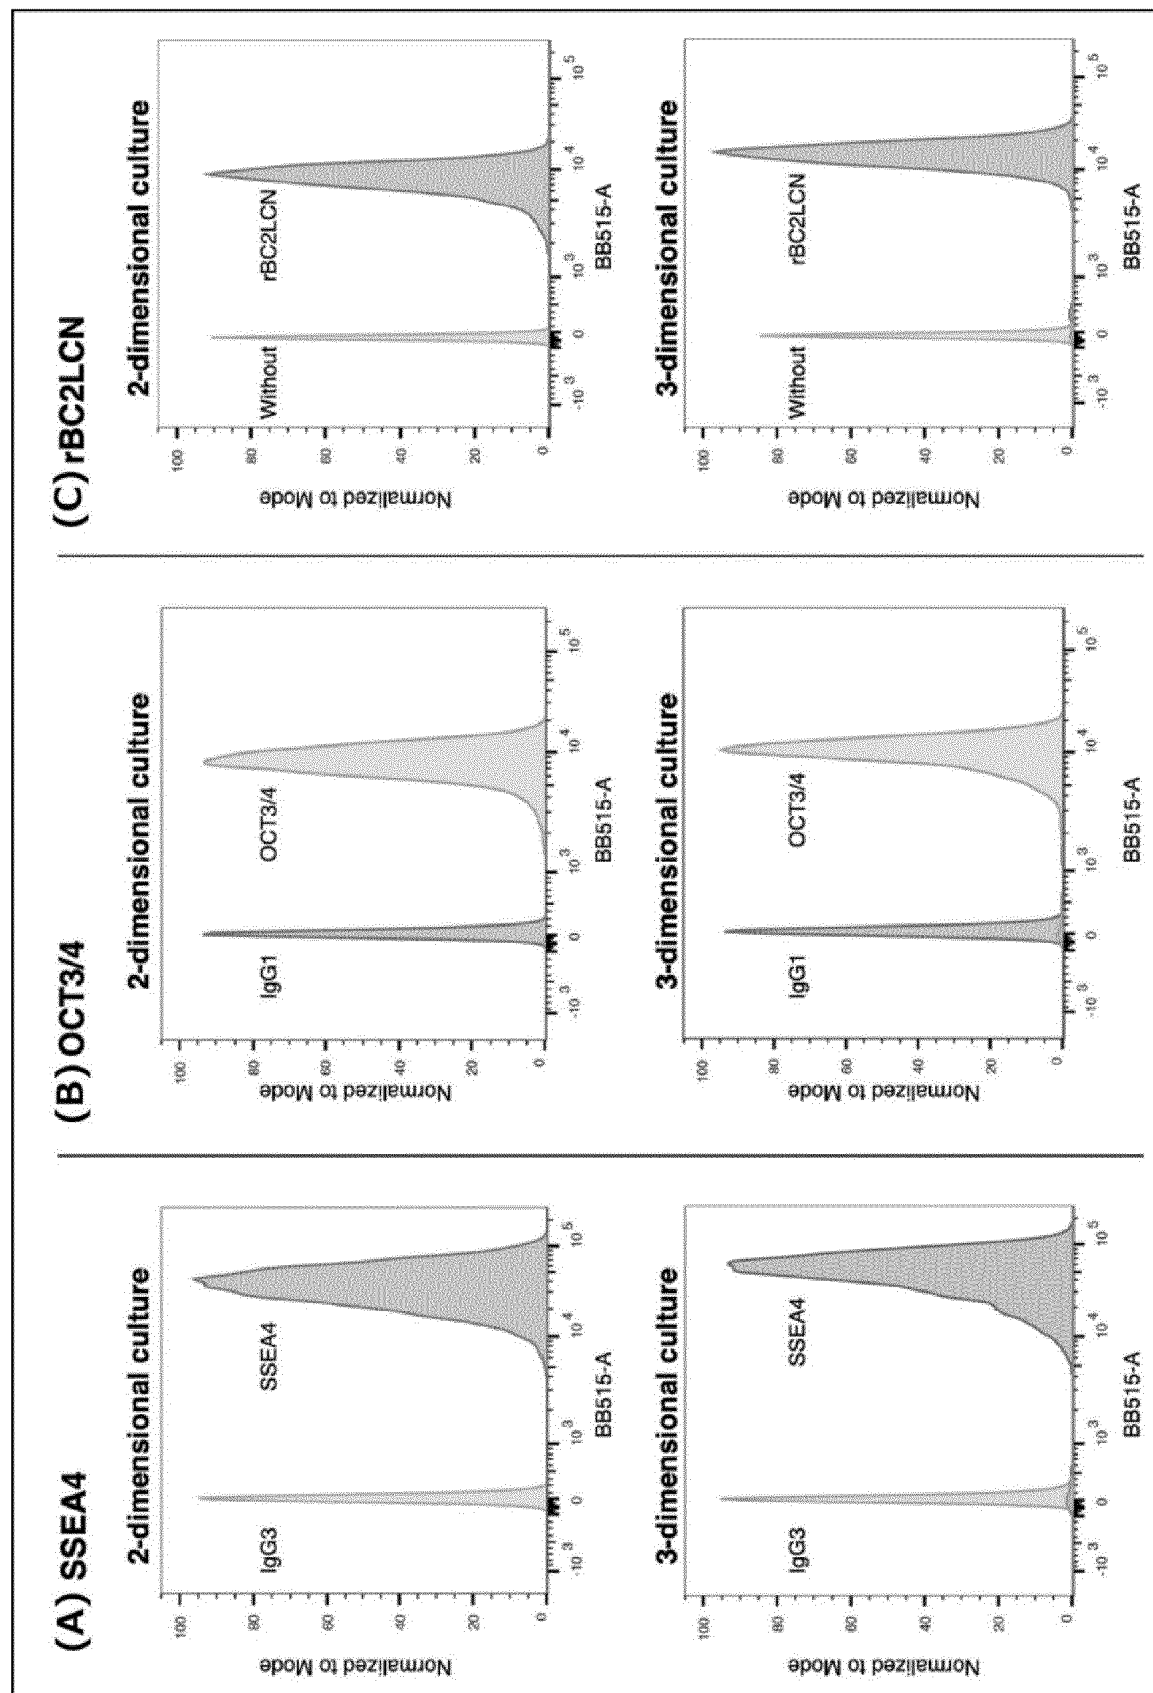 (A) SSEA4
2-dimensional culture
Normalized to Mode
100
80
60
40
20
0
IgG3
SSEA4
-10 3
0
10 3
10 4
10 5
BB515-A
3-dimensional culture
Normalized to Mode
100
80
60
40
20
0
IgG3
SSEA4
-10 3
0
10 3
10 4
10 5
BB515-A
(B) OCT3/4
2-dimensional culture
Normalized to Mode
100
80
60
40
20
0
IgG1
OCT3/4
-10 3
0
10 3
10 4
10 5
BB515-A
3-dimensional culture
Normalized to Mode
100
80
60
40
20
0
IgG1
OCT3/4
-10 3
0
10 3
10 4
10 5
BB515-A
(C) rBC2LCN
2-dimensional culture
Normalized to Mode
100
80
60
40
20
0
Without
rBC2LCN
-10 3
0
10 3
10 4
10 5
BB515-A
3-dimensional culture
Normalized to Mode
100
80
60
40
20
0
Without
rBC2LCN
-10 3
0
10 3
10 4
10 5
BB515-A